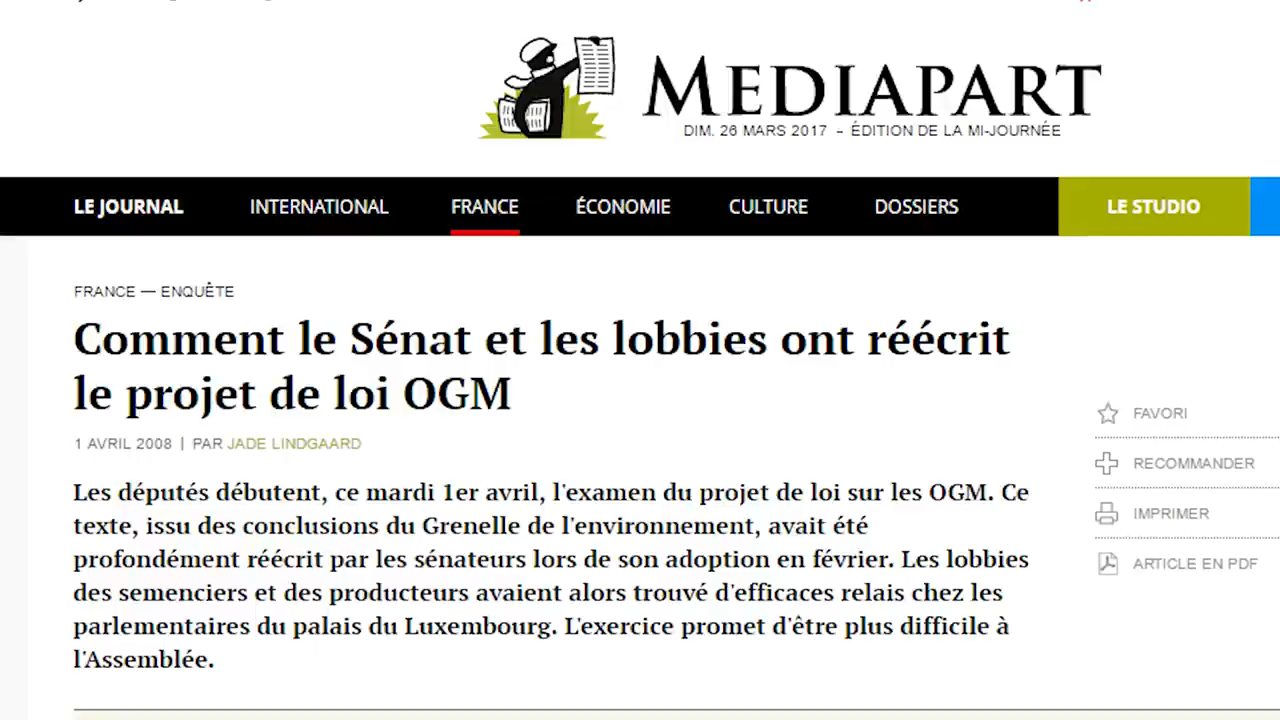 MEDIAPART
DIM. 26 MARS 2017 – ÉDITION DE LA MI-JOURNÉE
LE JOURNAL INTERNATIONAL FRANCE ÉCONOMIE CULTURE DOSSIERS LE STUDIO
FRANCE — ENQUÊTE
Comment le Sénat et les lobbies ont réécrit
le projet de loi OGM
1 AVRIL 2008 | PAR JADE LINDGAARD
Les députés débutent, ce mardi 1er avril, l'examen du projet de loi sur les OGM. Ce
texte, issu des conclusions du Grenelle de l'environnement, avait été
profondément réécrit par les sénateurs lors de son adoption en février. Les lobbies
des semenciers et des producteurs avaient alors trouvé d'efficaces relais chez les
parlementaires du palais du Luxembourg. L'exercice promet d'être plus difficile à
l'Assemblée.
FAVORI
RECOMMANDER
IMPRIMER
ARTICLE EN PDF